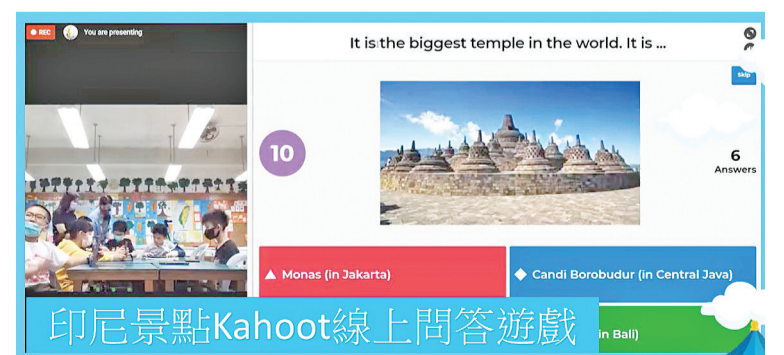 REC
You are presenting
It is the biggest temple in the world. It is ...
Skip
10
6
Answers
Monas (in Jakarta)
Candi Borobudur (in Central Java)
in Bali)
印尼景點Kahoot線上問答遊戲